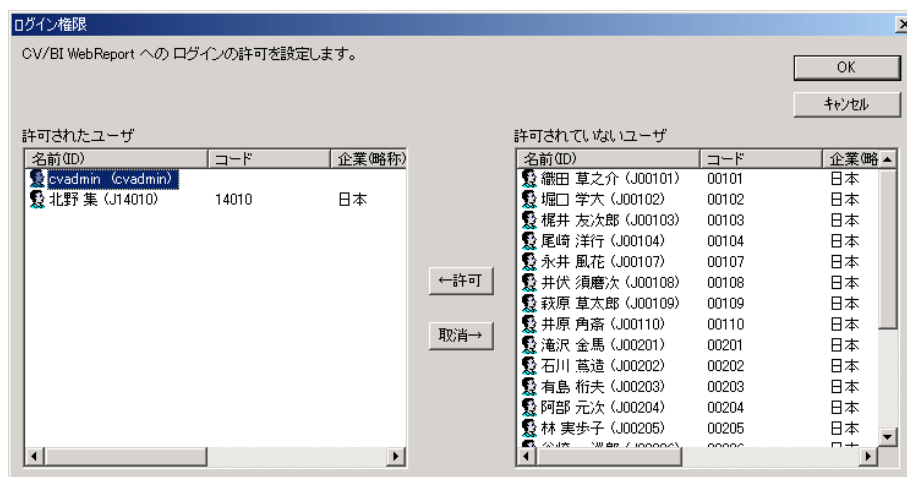 ログイン権限
CV/BI WebReport への ログインの許可を設定します。
OK
キャンセル
許可されたユーザ
名前(ID) コード 企業(略称)
cvadmin (cvadmin)
北野 集 (J14010) 14010 日本
←許可
取消→
許可されていないユーザ
名前(ID) コード 企業(略
織田 草之介 (J00101) 00101 日本
堀口 学大 (J00102) 00102 日本
梶井 友次郎 (J00103) 00103 日本
尾崎 洋行 (J00104) 00104 日本
永井 風花 (J00107) 00107 日本
井伏 須磨次 (J00108) 00108 日本
萩原 草太郎 (J00109) 00109 日本
井原 角斎 (J00110) 00110 日本
滝沢 金馬 (J00201) 00201 日本
石川 蔦造 (J00202) 00202 日本
有島 桁夫 (J00203) 00203 日本
阿部 元次 (J00204) 00204 日本
林 実歩子 (J00205) 00205 日本